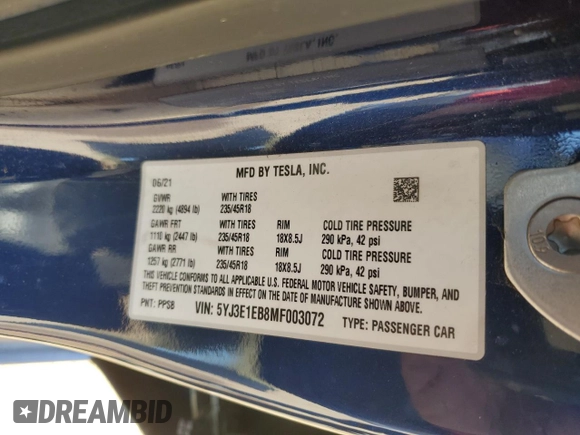 MFD BY TESLA, INC.
06/21
GVWR WITH TIRES
2220 kg (4894 lb) 235/45R18
GAWR FRT WITH TIRES RIM COLD TIRE PRESSURE
1110 kg (2447 lb) 235/45R18 18X8.5J 290 kPa, 42 psi
GAWR RR WITH TIRES RIM COLD TIRE PRESSURE
1257 kg (2771 lb) 235/45R18 18X8.5J 290 kPa, 42 psi
THIS VEHICLE CONFORMS TO ALL APPLICABLE U.S. FEDERAL MOTOR VEHICLE SAFETY, BUMPER, AND
THEFT PREVENTION STANDARDS IN EFFECT ON THE DATE OF MANUFACTURE SHOWN ABOVE.
PNT: PPSB VIN: 5YJ3E1EB8MF003072 TYPE: PASSENGER CAR
DREAMBID